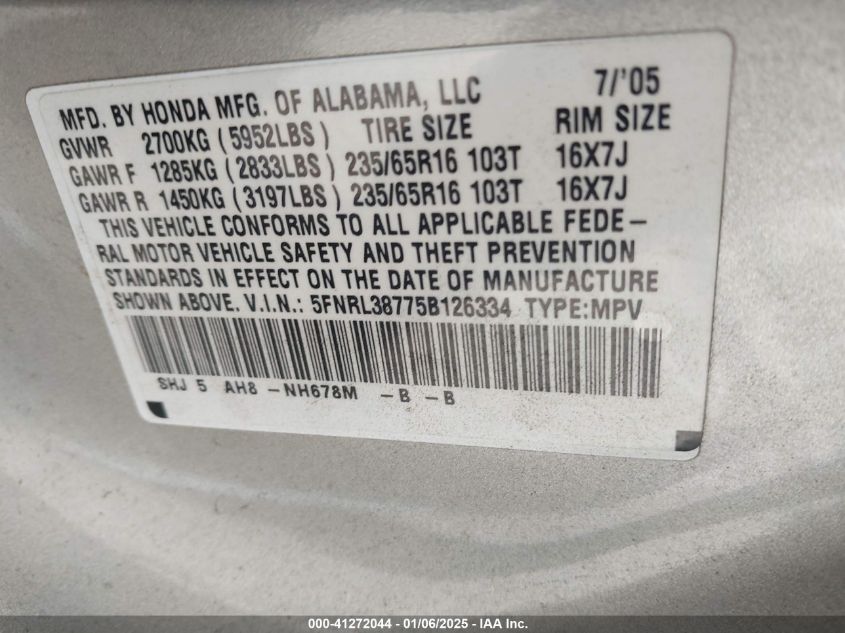 MFD. BY HONDA MFG. OF ALABAMA, LLC 7/'05
GVWR 2700KG (5952LBS) TIRE SIZE RIM SIZE
GAWR F 1285KG (2833LBS) 235/65R16 103T 16X7J
GAWR R 1450KG (3197LBS) 235/65R16 103T 16X7J
THIS VEHICLE CONFORMS TO ALL APPLICABLE FEDE-
RAL MOTOR VEHICLE SAFETY AND THEFT PREVENTION
STANDARDS IN EFFECT ON THE DATE OF MANUFACTURE
SHOWN ABOVE. V.I.N.: 5FNRL38775B126334 TYPE:MPV
SHJ 5 AH8 -NH678M -B -B
000-41272044 - 01/06/2025 - IAA Inc.